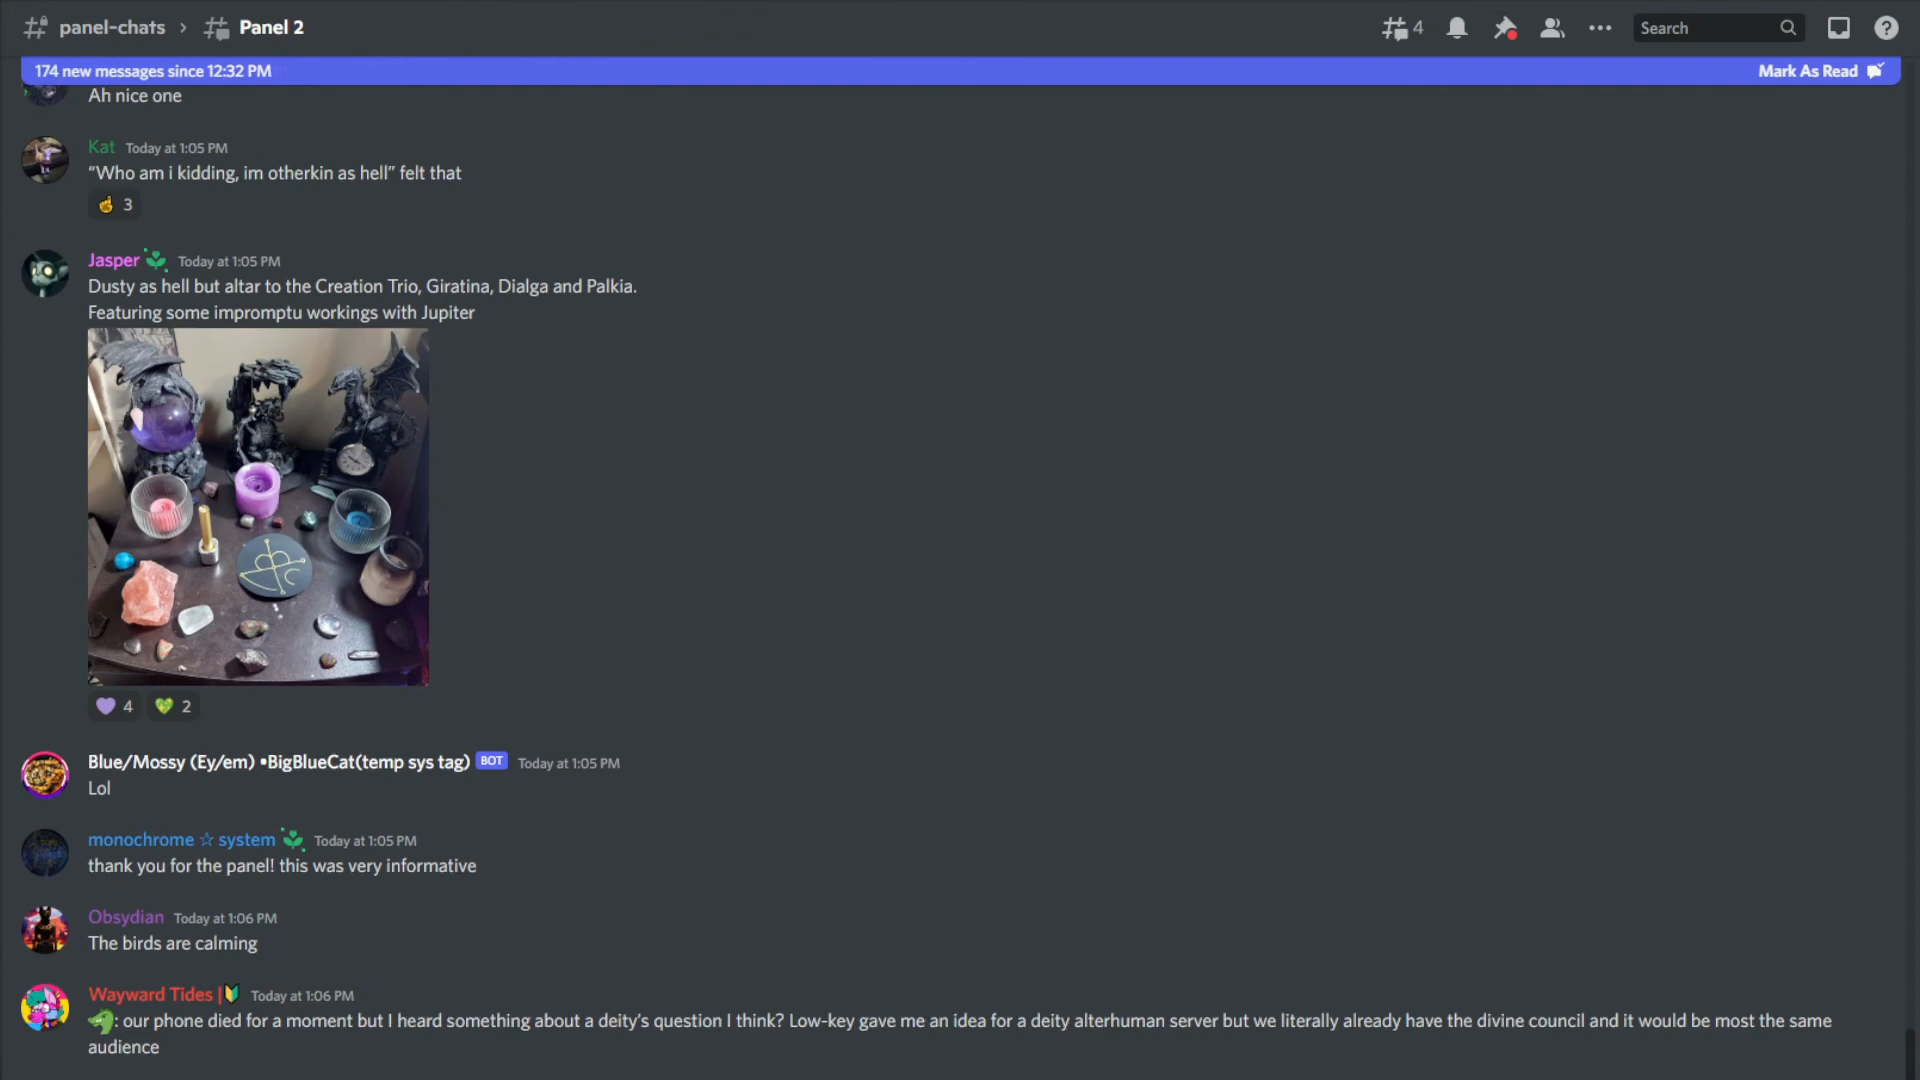 panel-chats › Panel 2
4
Search
174 new messages since 12:32 PM
Mark As Read
Ah nice one
Kat Today at 1:05 PM
“Who am i kidding, im otherkin as hell” felt that
3
Jasper Today at 1:05 PM
Dusty as hell but altar to the Creation Trio, Giratina, Dialga and Palkia.
Featuring some impromptu workings with Jupiter
4 2
Blue/Mossy (Ey/em) •BigBlueCat(temp sys tag) BOT Today at 1:05 PM
Lol
monochrome ☆ system Today at 1:05 PM
thank you for the panel! this was very informative
Obsydian Today at 1:06 PM
The birds are calming
Wayward Tides | Today at 1:06 PM
: our phone died for a moment but I heard something about a deity’s question I think? Low-key gave me an idea for a deity alterhuman server but we literally already have the divine council and it would be most the same
audience